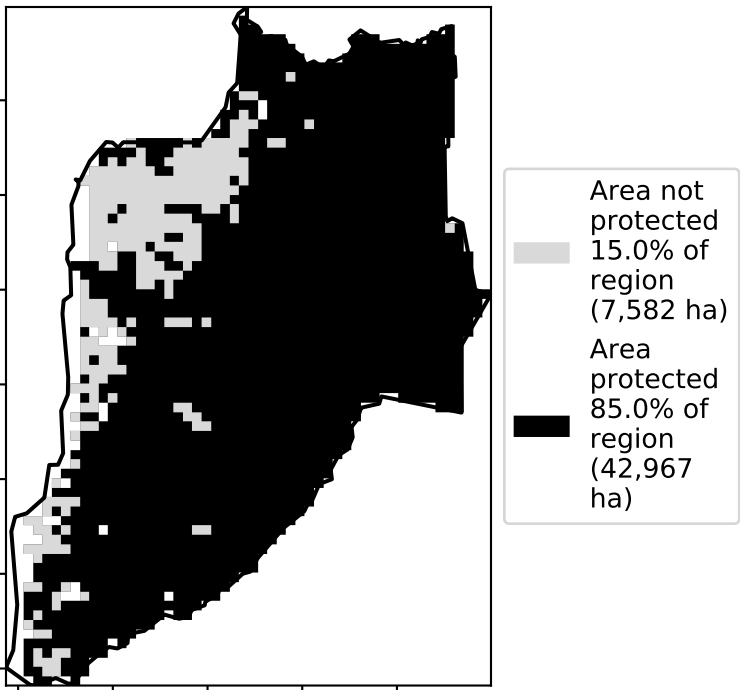 Area not
protected
15.0% of
region
(7,582 ha)
Area
protected
85.0% of
region
(42,967
ha)